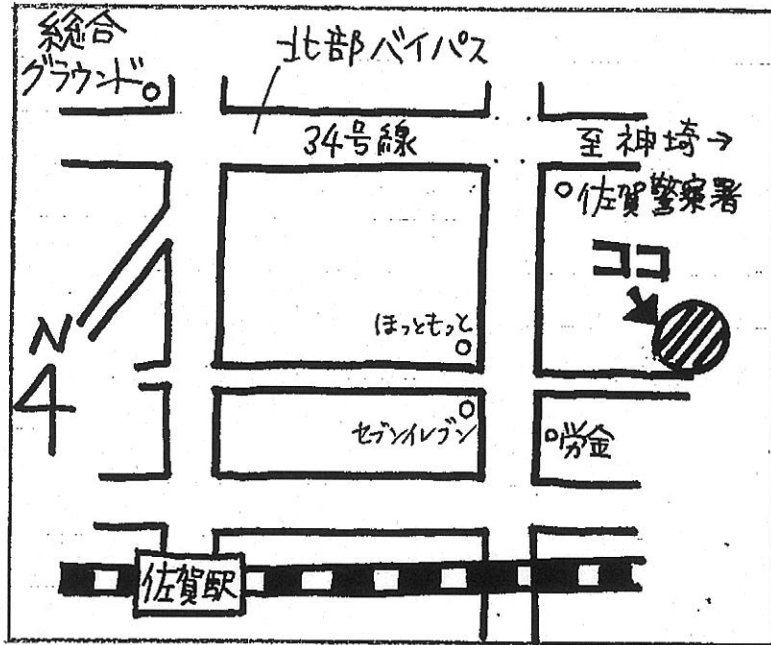 総合
グラウンド
北部バイパス
34号線
至神埼→
佐賀警察署
ココ
ほっともっと
N
セブンイレブン
労金
佐賀駅